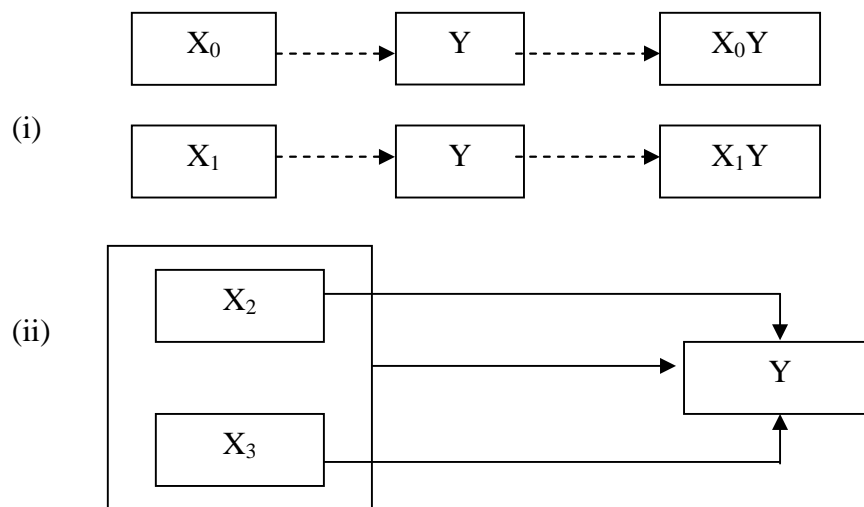 X₀ Y X₀Y
(i)
X₁ Y X₁Y
X₂
(ii)
Y
X₃